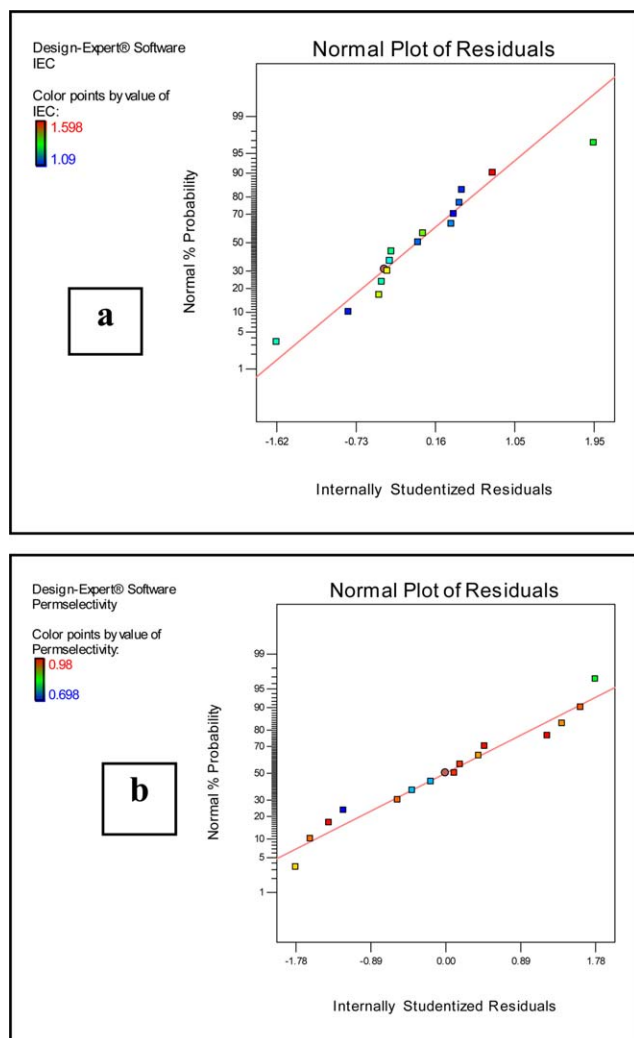 Design-Expert® Software
IEC
Color points by value of
IEC:
1.598
1.09
a
Normal Plot of Residuals
Normal % Probability
99
95
90
80
70
50
30
20
10
5
1
-1.62
-0.73
0.16
1.05
1.95
Internally Studentized Residuals
Design-Expert® Software
Permselectivity
Color points by value of
Permselectivity:
0.98
0.698
b
Normal Plot of Residuals
Normal % Probability
99
95
90
80
70
50
30
20
10
5
1
-1.78
-0.89
0.00
0.89
1.78
Internally Studentized Residuals